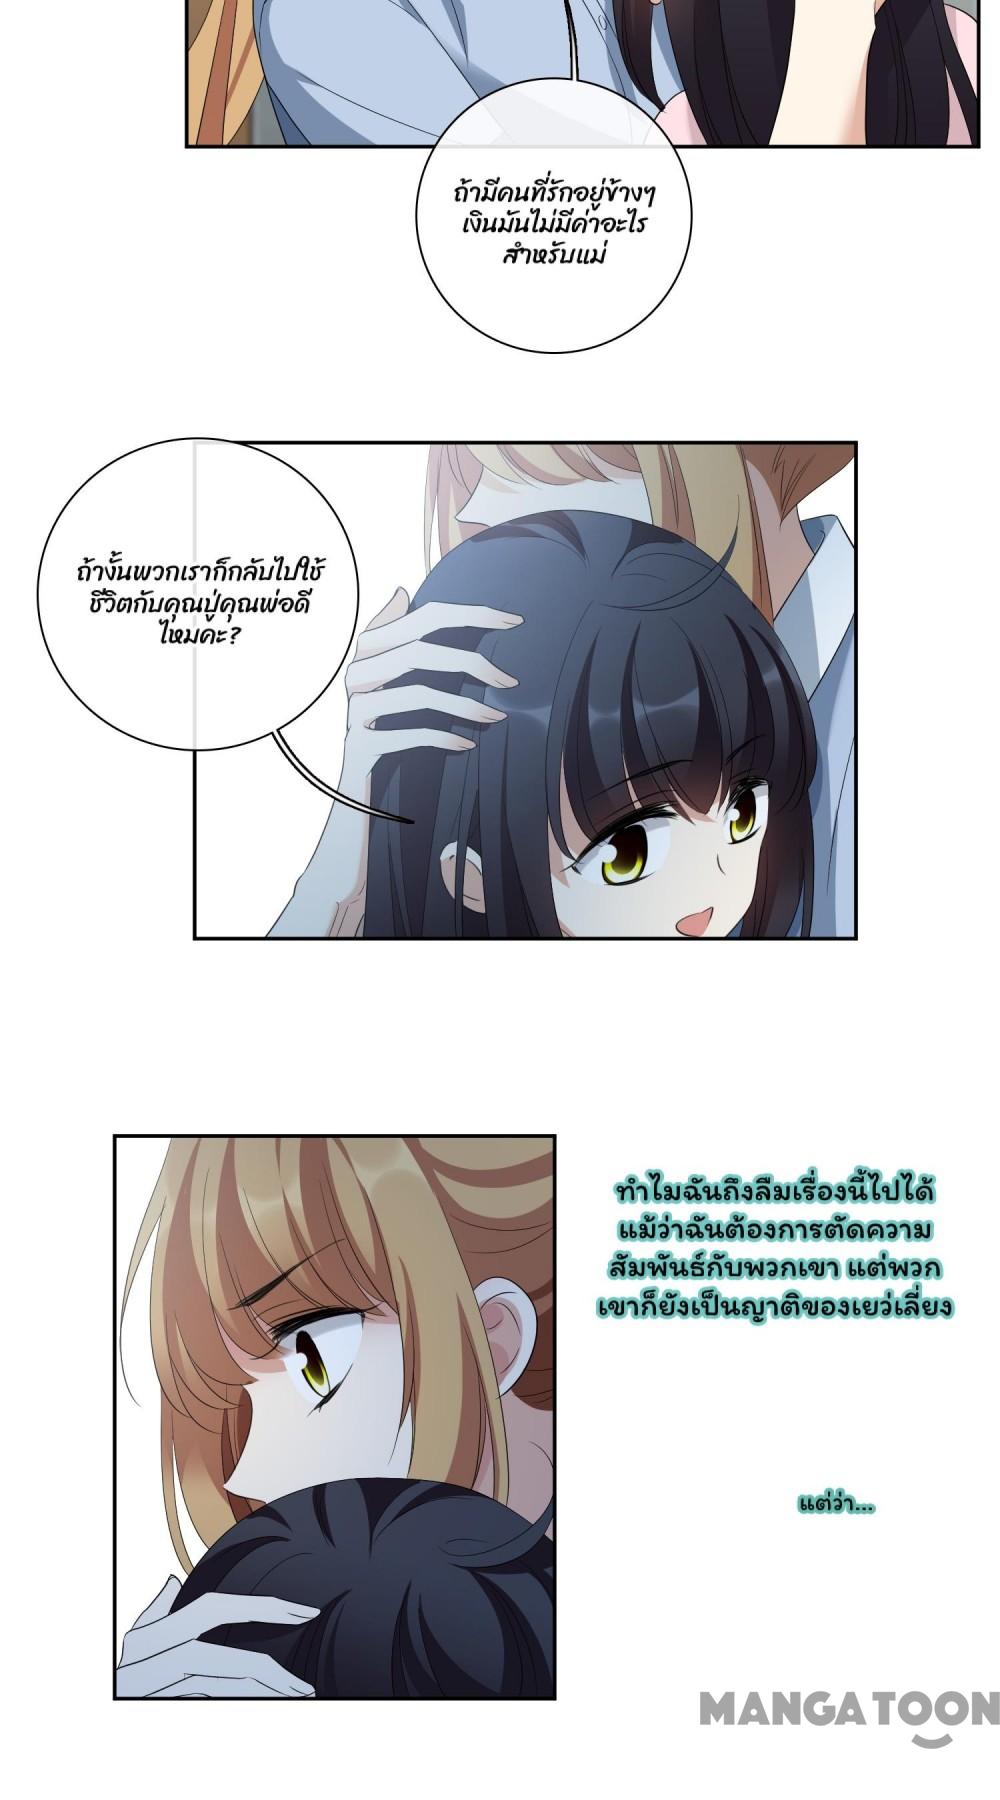 ถ้ามีคนที่รักอยู่ข้างๆ
เงินมันไม่มีค่าอะไร
สำหรับแม่
ถ้างั้นพวกเราก็กลับไปใช้
ชีวิตกับคุณปู่คุณพ่อดี
ไหมคะ?
ทำไมฉันถึงลืมเรื่องนี้ไปได้
แม้ว่าฉันต้องการตัดความ
สัมพันธ์กับพวกเขา แต่พวก
เขาก็ยังเป็นญาติของเยว่เลี่ยง
แต่ว่า...
MANGATOON